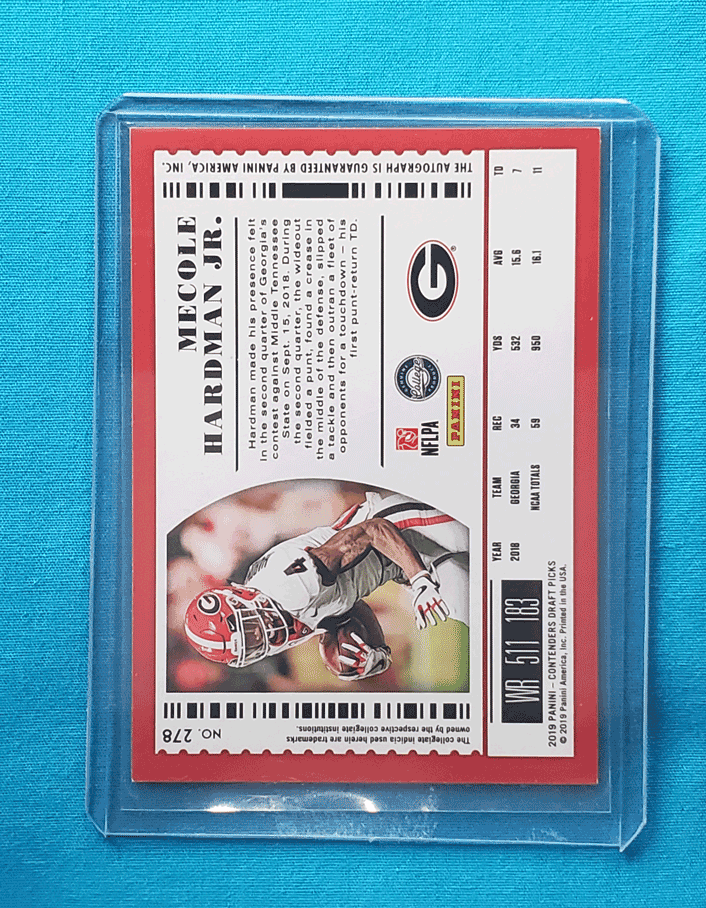 THE AUTOGRAPH IS GUARANTEED BY PANINI AMERICA, INC.
MECOLE
HARDMAN JR.
Hardman made his presence felt
in the second quarter of Georgia's
contest against Middle Tennessee
State on Sept. 15, 2018. During
the second quarter, the wideout
fielded a punt, found a crease in
the middle of the defense, slipped
a tackle and then outran a fleet of
opponents for a touchdown – his
first punt-return TD.
4
G
®
NFLPA
College
PANINI
NO. 278
The collegiate indicia used herein are trademarks
owned by the respective collegiate institutions.
YEAR TEAM REC YDS AVG TD
2018 GEORGIA 34 532 15.6 7
NCAA TOTALS 59 950 16.1 11
WR 511 183
2019 PANINI – CONTENDERS DRAFT PICKS
© 2019 Panini America, Inc. Printed in the USA.